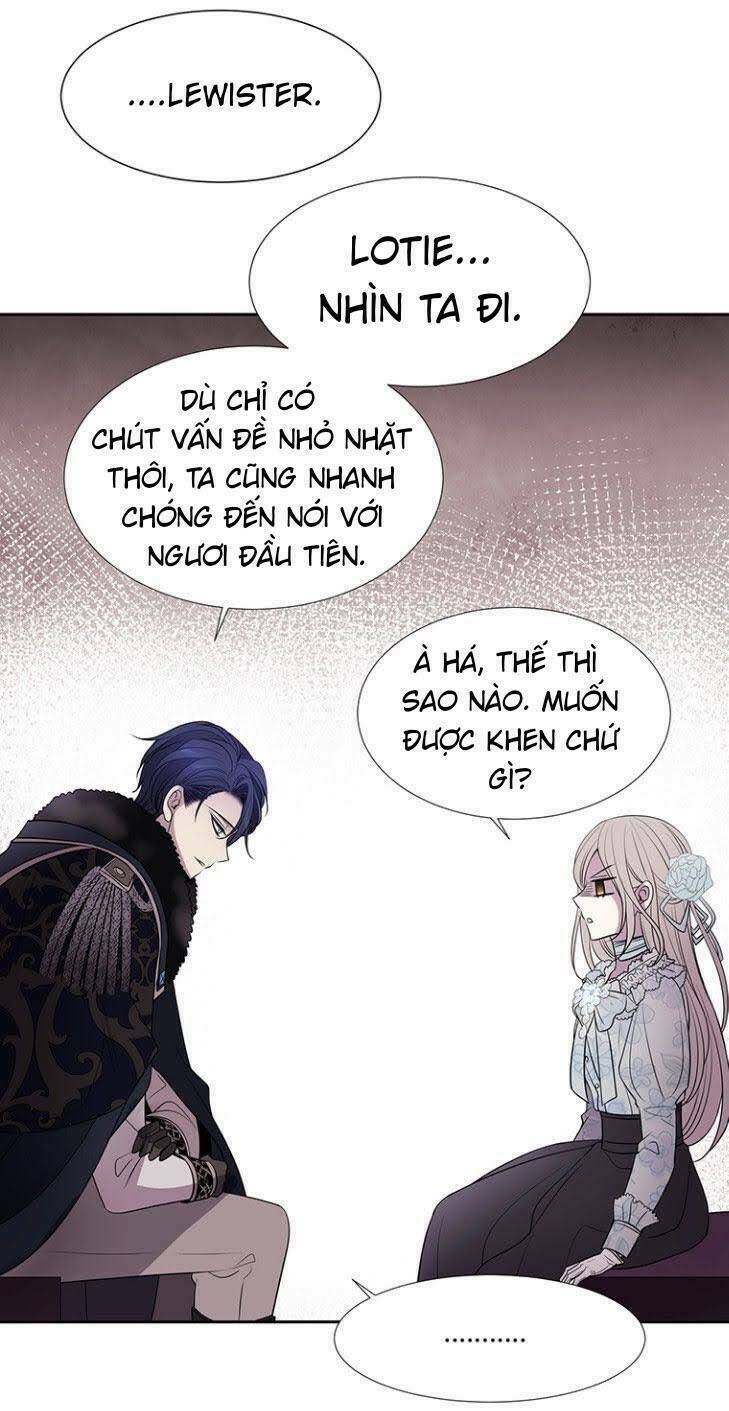 ....LEWISTER.
LOTIE...
NHÌN TA ĐI.
DÙ CHỈ CÓ
CHÚT VẤN ĐỀ NHỎ NHẶT
THÔI, TA CŨNG NHANH
CHÓNG ĐẾN NÓI VỚI
NGƯƠI ĐẦU TIÊN.
À HÁ, THẾ THÌ
SAO NÀO. MUỐN
ĐƯỢC KHEN CHỨ
GÌ?
...........